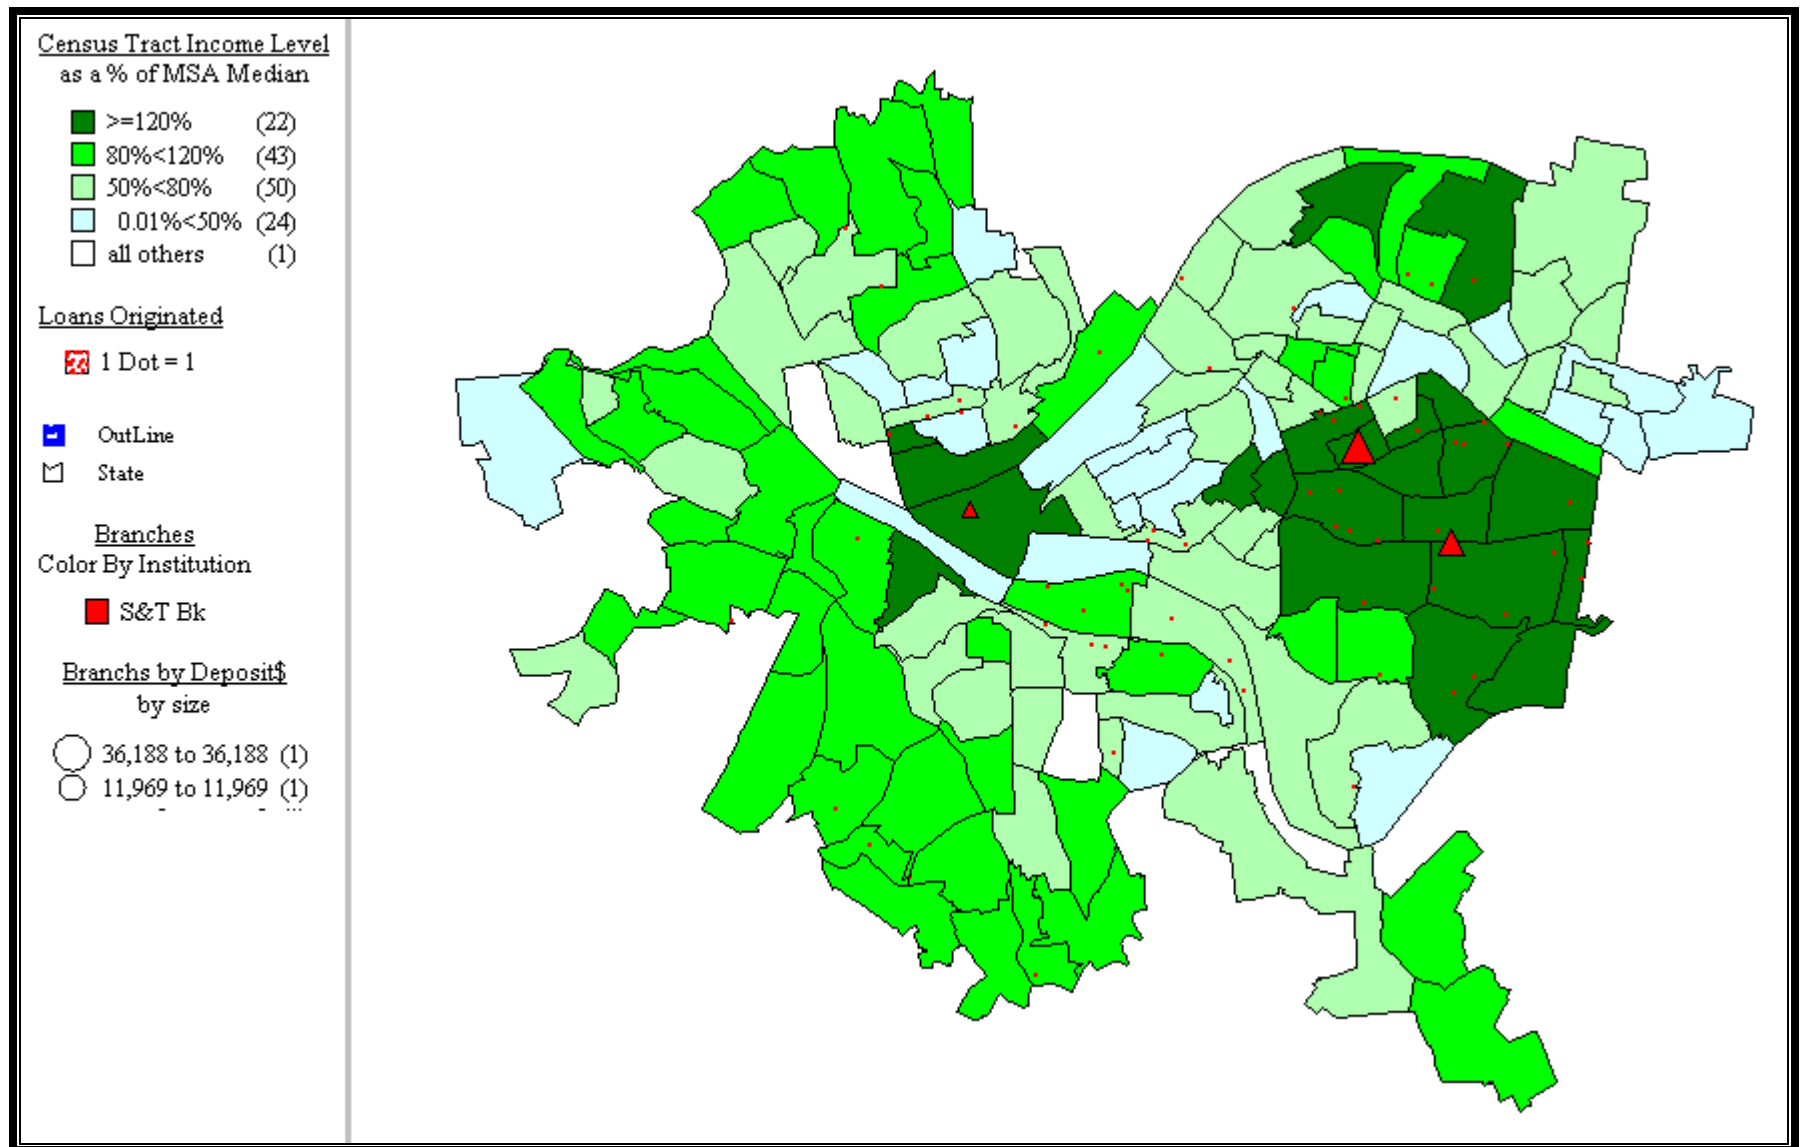 Census Tract Income Level
as a % of MSA Median
>=120% (22)
80%<120% (43)
50%<80% (50)
0.01%<50% (24)
all others (1)
Loans Originated
1 Dot = 1
OutLine
State
Branches
Color By Institution
S&T Bk
Branchs by Deposit$
by size
36,188 to 36,188 (1)
11,969 to 11,969 (1)